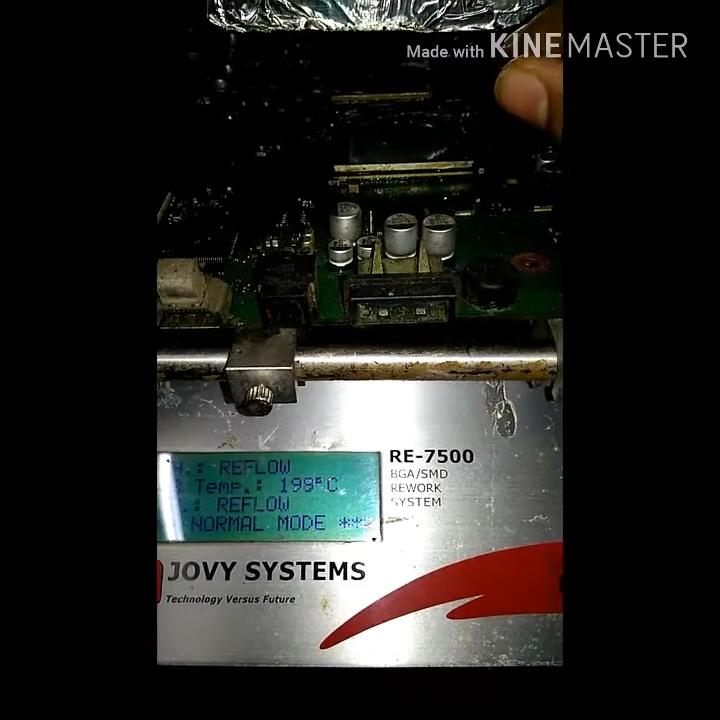 Made with KINEMASTER
RE-7500
BGA/SMD
REWORK
SYSTEM
.: REFLOW
Temp.: 198°C
.: REFLOW
NORMAL MODE **
JOVY SYSTEMS
Technology Versus Future